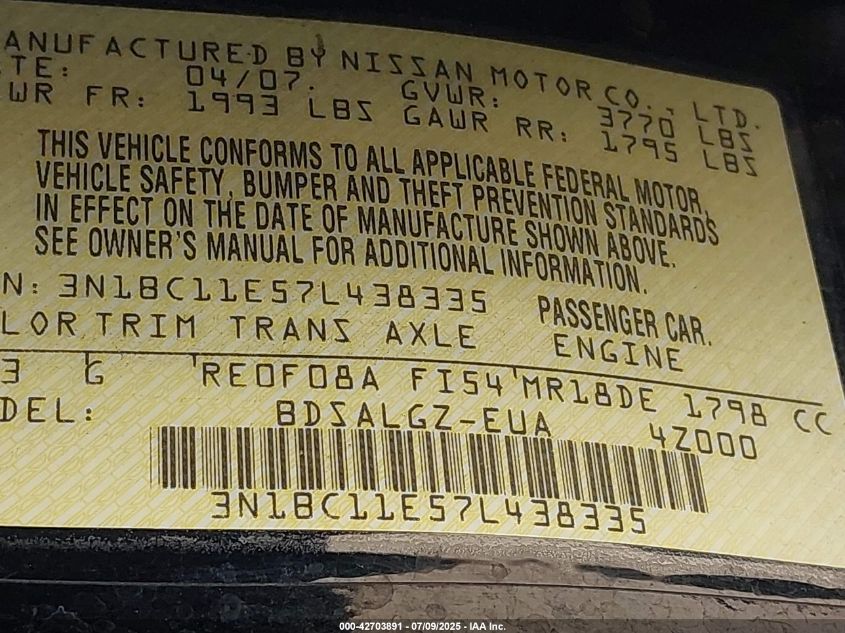 ANUFACTURED BY NISSAN MOTOR CO., LTD.
TE: 04/07. GVWR: 3770 LBS
WR FR: 1993 LBS GAWR RR: 1795 LBS
THIS VEHICLE CONFORMS TO ALL APPLICABLE FEDERAL MOTOR,
VEHICLE SAFETY, BUMPER AND THEFT PREVENTION STANDARDS
IN EFFECT ON THE DATE OF MANUFACTURE SHOWN ABOVE.
SEE OWNER'S MANUAL FOR ADDITIONAL INFORMATION.
N: 3N1BC11E57L438335 PASSENGER CAR.
LOR TRIM TRANS AXLE ENGINE
3 G RE0F08A FI54 MR18DE 1798 CC
DEL: BDSALGZ-EUA 4Z000
3N1BC11E57L438335
000-42703891 - 07/09/2025 - IAA Inc.